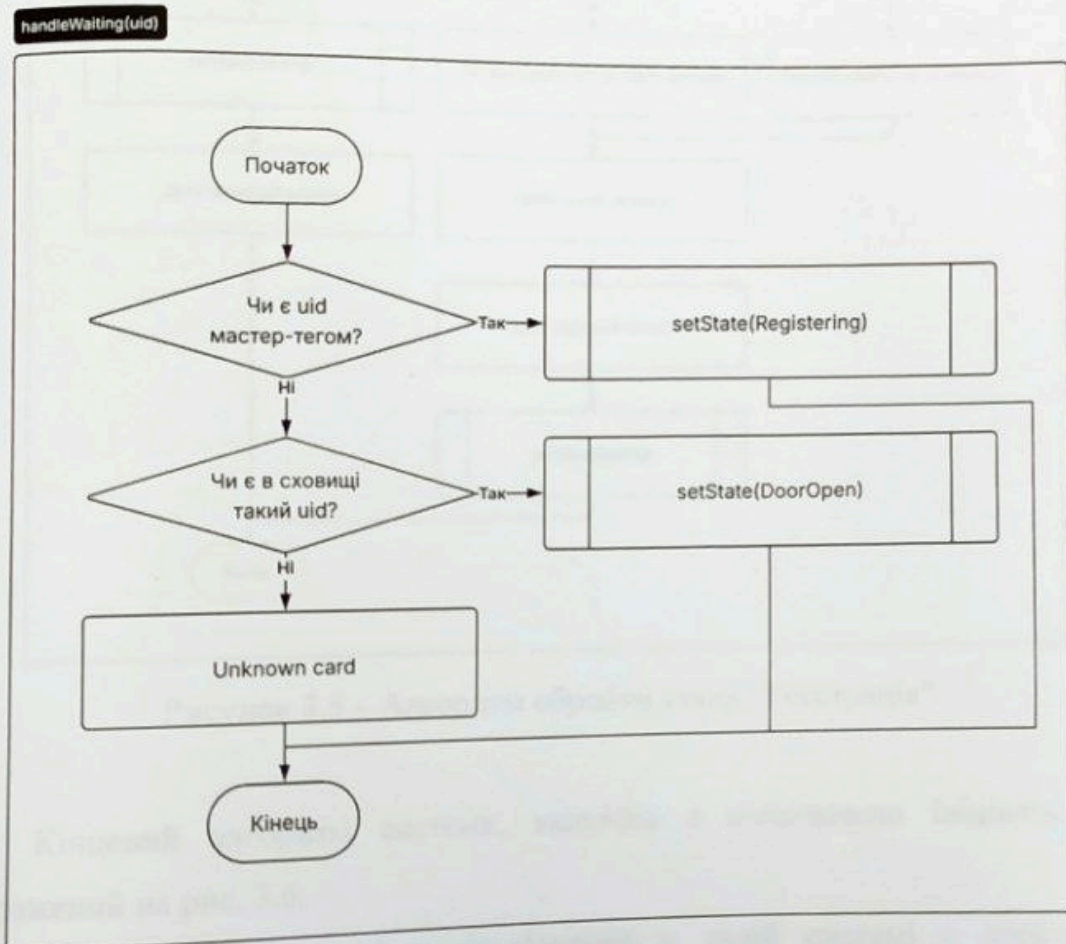 handleWaiting(uid)
Початок
Чи є uid
мастер-тегом?
Так
setState(Registering)
Ні
Чи є в сховищі
такий uid?
Так
setState(DoorOpen)
Ні
Unknown card
Кінець